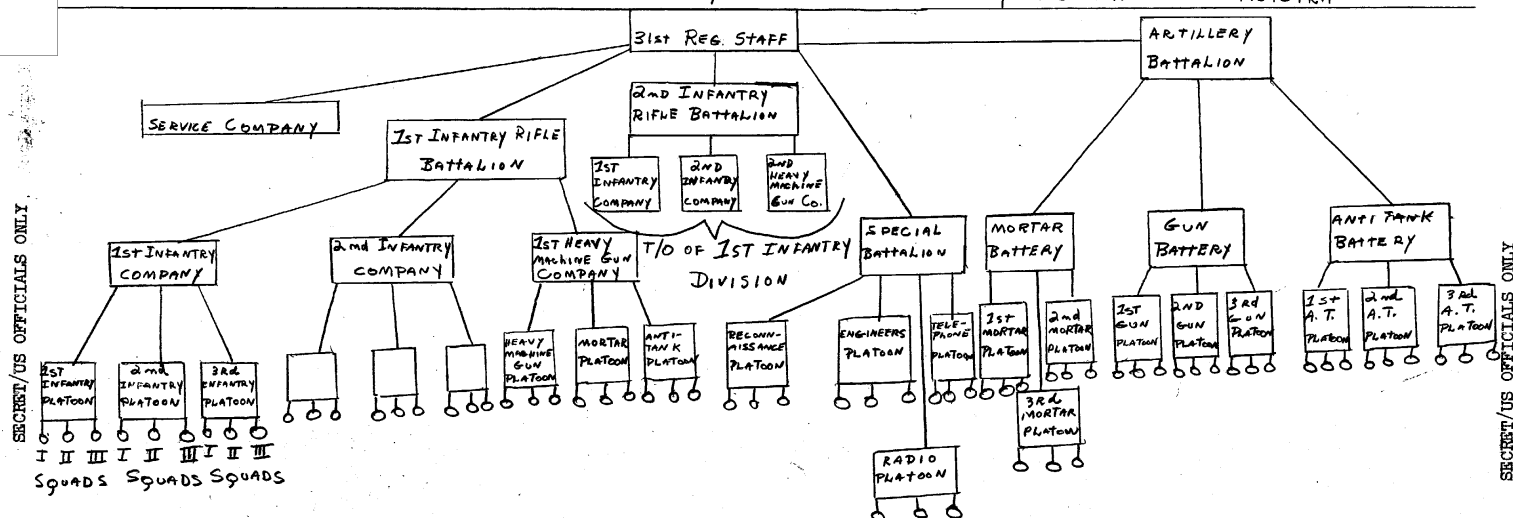 31st REG. STAFF
ARTILLERY
BATTALION
SERVICE COMPANY
1ST INFANTRY RIFLE
BATTALION
2nd INFANTRY
RIFLE BATTALION
1ST
INFANTRY
COMPANY
2ND
INFANTRY
COMPANY
2ND
HEAVY
MACHINE
GUN CO.
T/O OF 1ST INFANTRY
DIVISION
1ST INFANTRY
COMPANY
2nd INFANTRY
COMPANY
1ST HEAVY
MACHINE GUN
COMPANY
SPECIAL
BATTALION
MORTAR
BATTERY
GUN
BATTERY
ANTI TANK
BATTERY
1ST
INFANTRY
PLATOON
2nd
INFANTRY
PLATOON
3Rd
INFANTRY
PLATOON
I II III I II III I II III
SQUADS SQUADS SQUADS
HEAVY
MACHINE
GUN
PLATOON
MORTAR
PLATOON
ANTI-
TANK
PLATOON
RECONN-
AISSANCE
PLATOON
ENGINEERS
PLATOON
TELE-
PHONE
PLATOON
RADIO
PLATOON
1st
MORTAR
PLATOON
2nd
MORTAR
PLATOON
3Rd
MORTAR
PLATOON
1ST
GUN
PLATOON
2ND
GUN
PLATOON
3Rd
GUN
PLATOON
1st
A.T.
PLATOON
2nd
A.T.
PLATOON
3Rd
A.T.
PLATOON
SECRET/US OFFICIALS ONLY
SECRET/US OFFICIALS ONLY